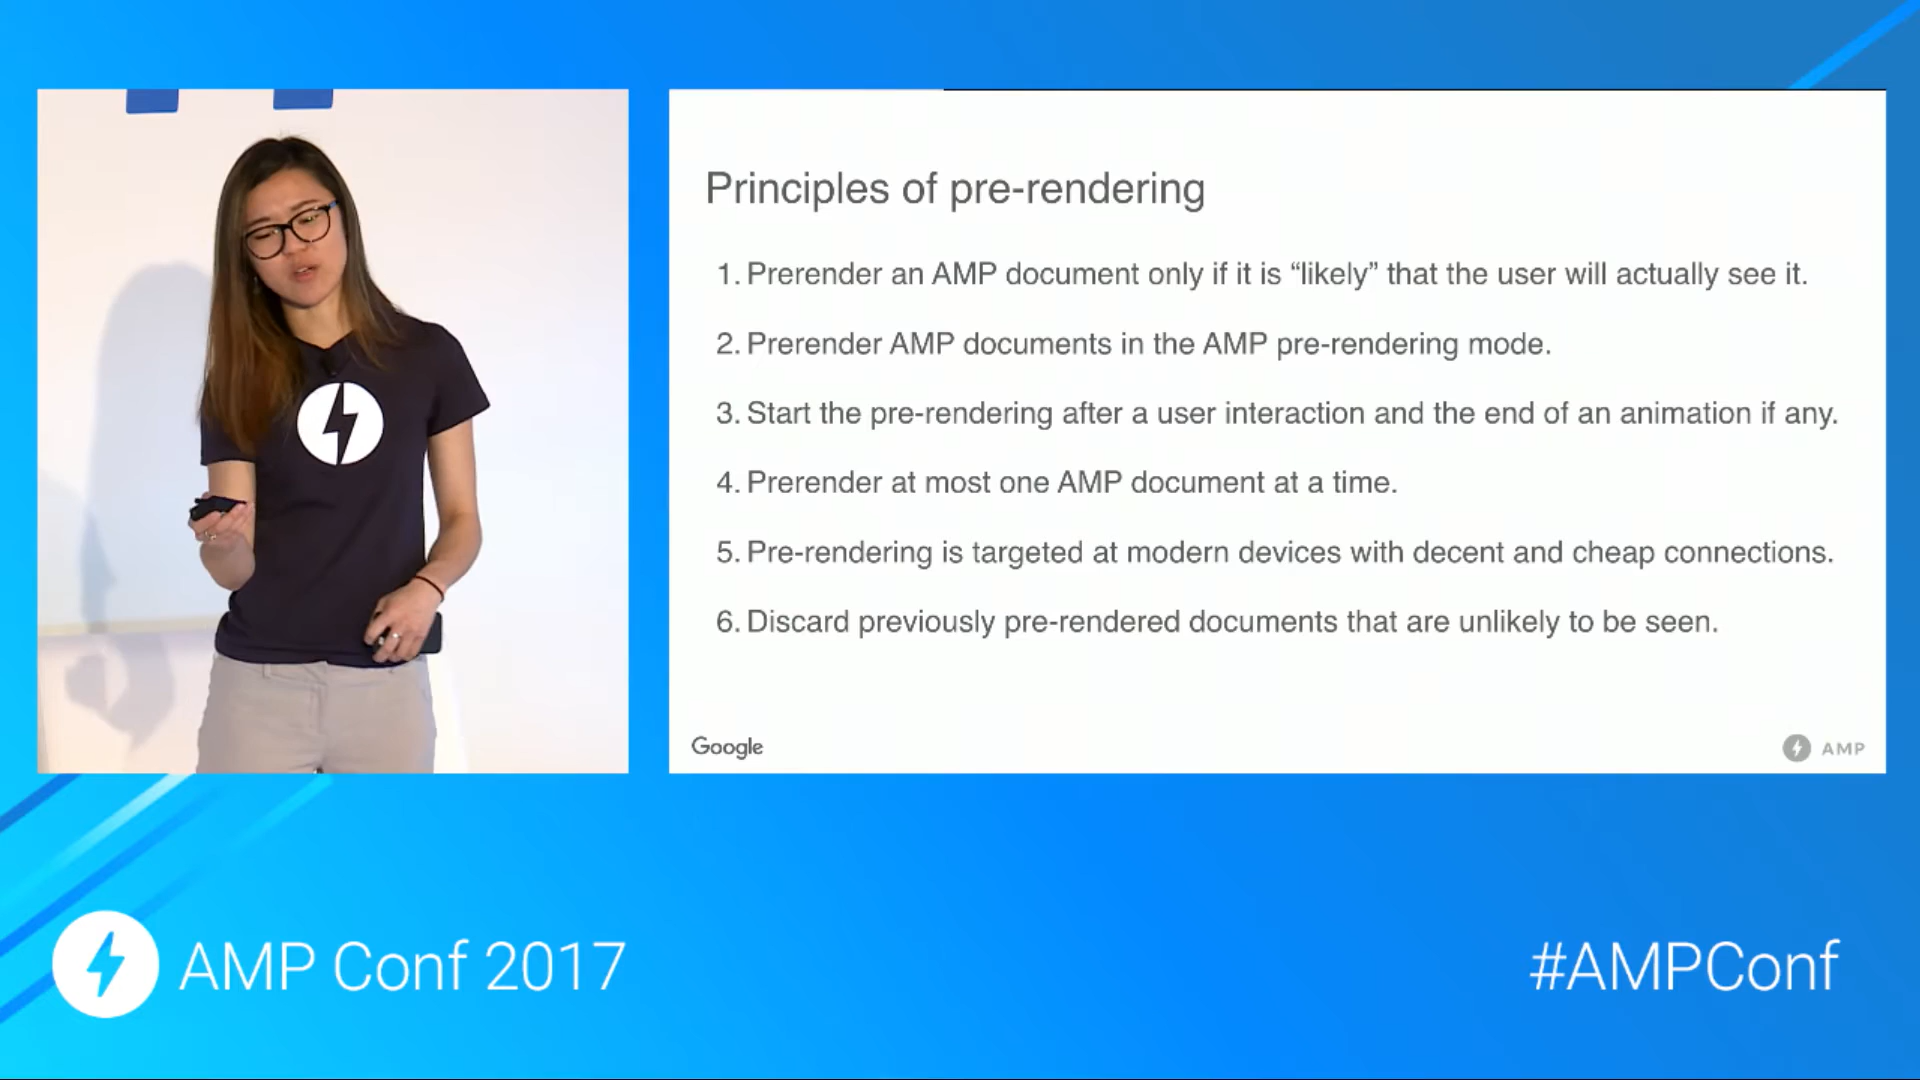 Principles of pre-rendering
1. Prerender an AMP document only if it is “likely” that the user will actually see it.
2. Prerender AMP documents in the AMP pre-rendering mode.
3. Start the pre-rendering after a user interaction and the end of an animation if any.
4. Prerender at most one AMP document at a time.
5. Pre-rendering is targeted at modern devices with decent and cheap connections.
6. Discard previously pre-rendered documents that are unlikely to be seen.
Google
AMP
AMP Conf 2017
#AMPConf